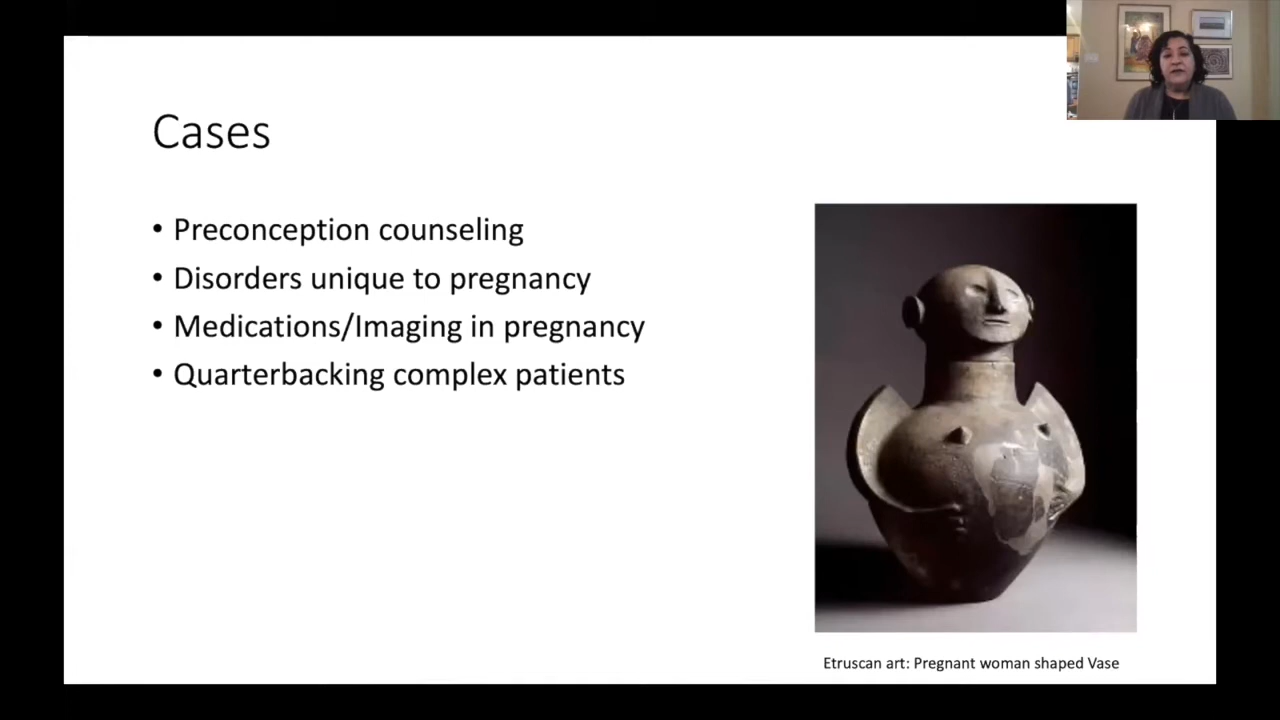 Cases
• Preconception counseling
• Disorders unique to pregnancy
• Medications/Imaging in pregnancy
• Quarterbacking complex patients
Etruscan art: Pregnant woman shaped Vase